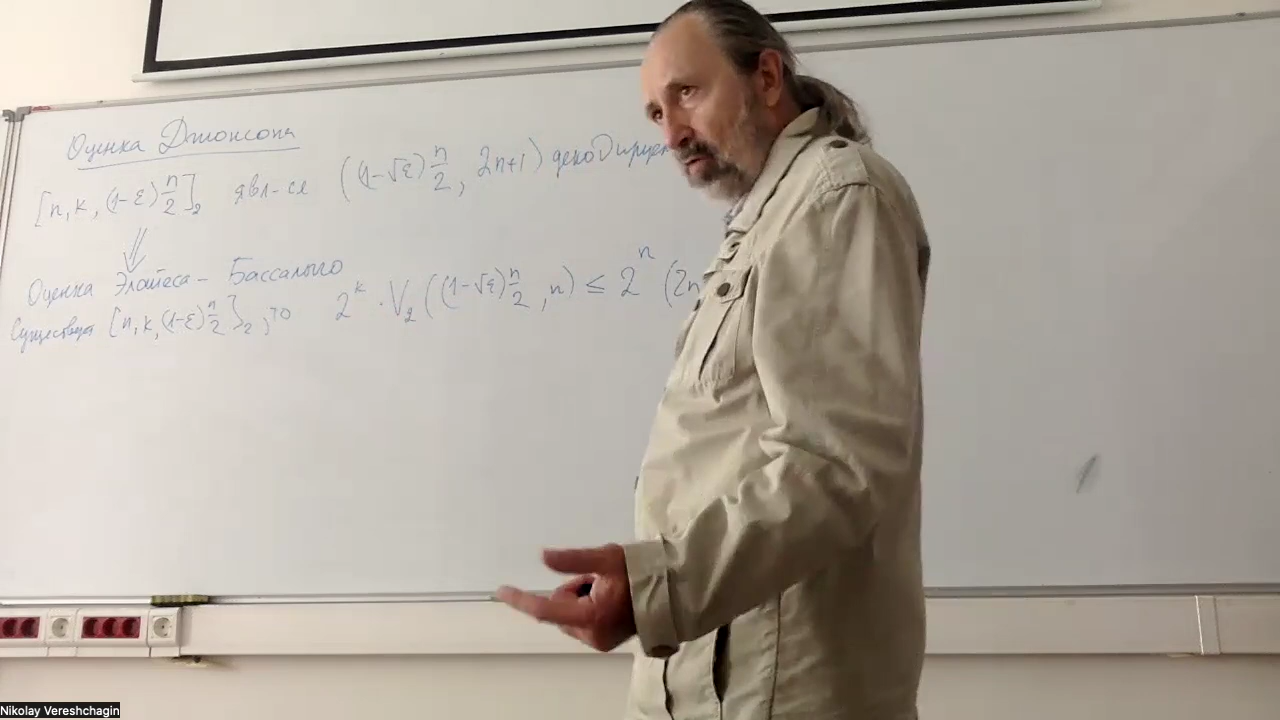 Оценка Джонсона
[n, k, (1-ε) n/2]₂ явл-ся ((1-√ε) n/2, 2n+1) декодируем
⇓
Оценка Элайеса - Бассалыго
Существует [n, k, (1-ε) n/2]₂, то 2^k · V₂((1-√ε) n/2, n) ≤ 2^n (2n
Nikolay Vereshchagin